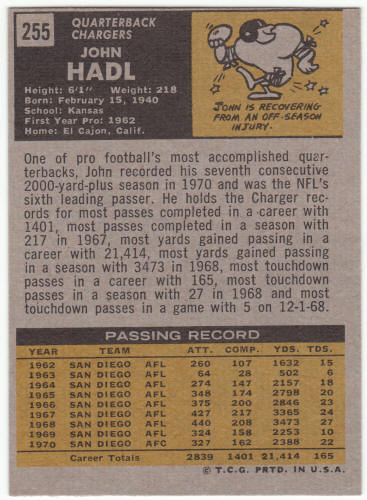 255
QUARTERBACK
CHARGERS
JOHN
HADL
Height: 6'1" Weight: 218
Born: February 15, 1940
School: Kansas
First Year Pro: 1962
Home: El Cajon, Calif.
JOHN IS RECOVERING
FROM AN OFF-SEASON
INJURY.
One of pro football's most accomplished quar-
terbacks, John recorded his seventh consecutive
2000-yard-plus season in 1970 and was the NFL's
sixth leading passer. He holds the Charger rec-
ords for most passes completed in a career with
1401, most passes completed in a season with
217 in 1967, most yards gained passing in a
career with 21,414, most yards gained passing
in a season with 3473 in 1968, most touchdown
passes in a career with 165, most touchdown
passes in a season with 27 in 1968 and
most touchdown passes in a game with 5 on 12-1-68.
PASSING RECORD
YEAR TEAM ATT. COMP. YDS. TDS.
1962 SAN DIEGO AFL 260 107 1632 15
1963 SAN DIEGO AFL 64 28 502 6
1964 SAN DIEGO AFL 274 147 2157 18
1965 SAN DIEGO AFL 348 174 2798 20
1966 SAN DIEGO AFL 375 200 2846 23
1967 SAN DIEGO AFL 427 217 3365 24
1968 SAN DIEGO AFL 440 208 3473 27
1969 SAN DIEGO AFL 324 158 2253 10
1970 SAN DIEGO AFC 327 162 2388 22
Career Totals 2839 1401 21,414 165
© T.C.G. PRTD. IN U.S.A.